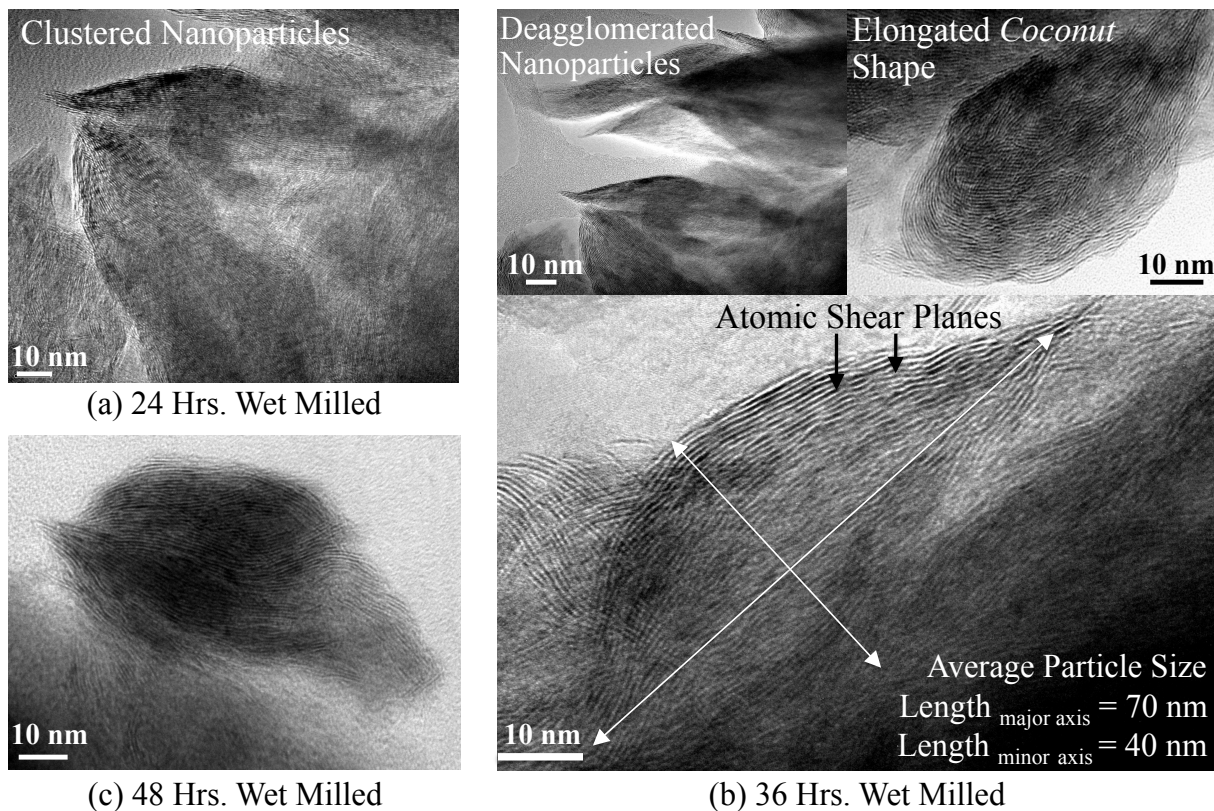 Clustered Nanoparticles
10 nm
(a) 24 Hrs. Wet Milled
Deagglomerated
Nanoparticles
10 nm
Elongated Coconut
Shape
10 nm
Atomic Shear Planes
Average Particle Size
Length major axis = 70 nm
Length minor axis = 40 nm
10 nm
(b) 36 Hrs. Wet Milled
10 nm
(c) 48 Hrs. Wet Milled